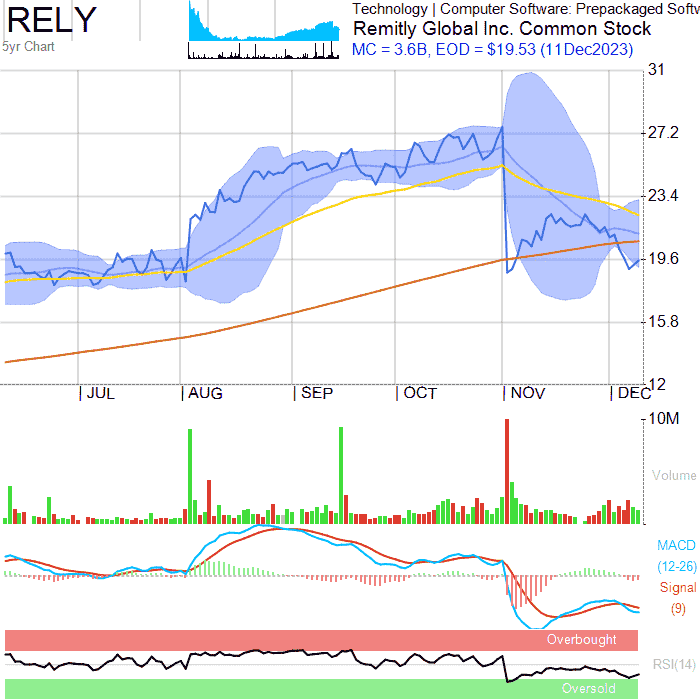 RELY
5yr Chart
Technology | Computer Software: Prepackaged Softw
Remitly Global Inc. Common Stock
MC = 3.6B, EOD = $19.53 (11Dec2023)
31
27.2
23.4
19.6
15.8
12
JUL
AUG
SEP
OCT
NOV
DEC
10M
Volume
MACD
(12-26)
Signal
(9)
Overbought
RSI(14)
Oversold